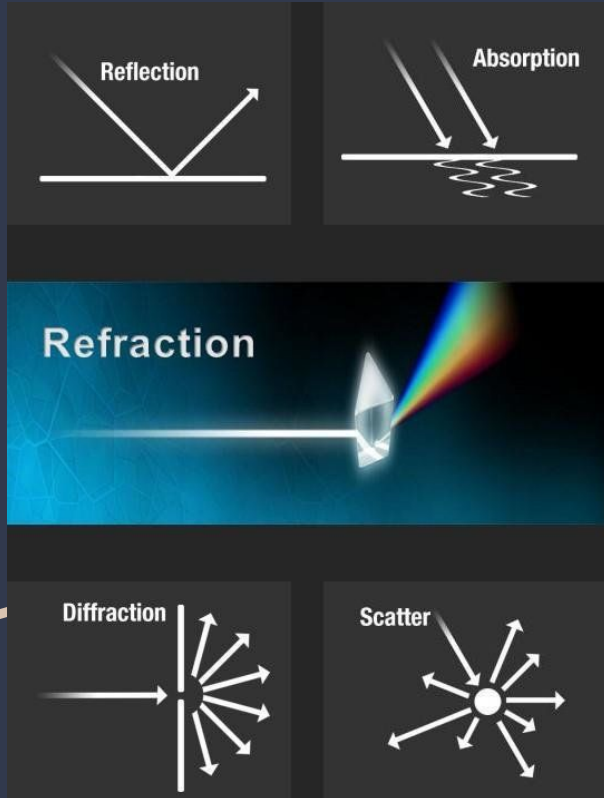 Reflection
Absorption
Refraction
Diffraction
Scatter